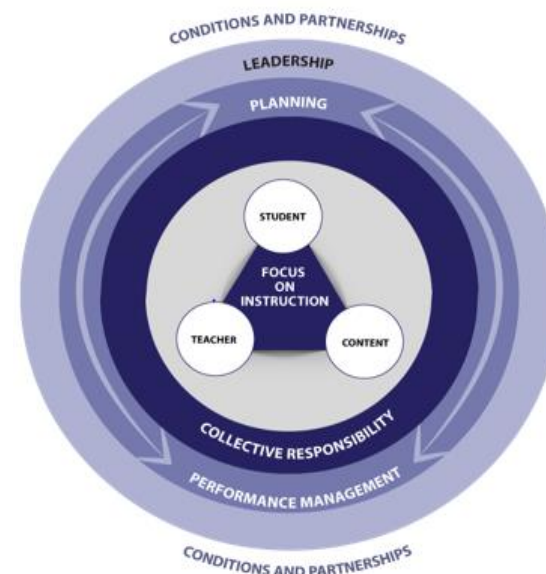 CONDITIONS AND PARTNERSHIPS
LEADERSHIP
PLANNING
STUDENT
FOCUS
ON
INSTRUCTION
TEACHER
CONTENT
COLLECTIVE RESPONSIBILITY
PERFORMANCE MANAGEMENT
CONDITIONS AND PARTNERSHIPS